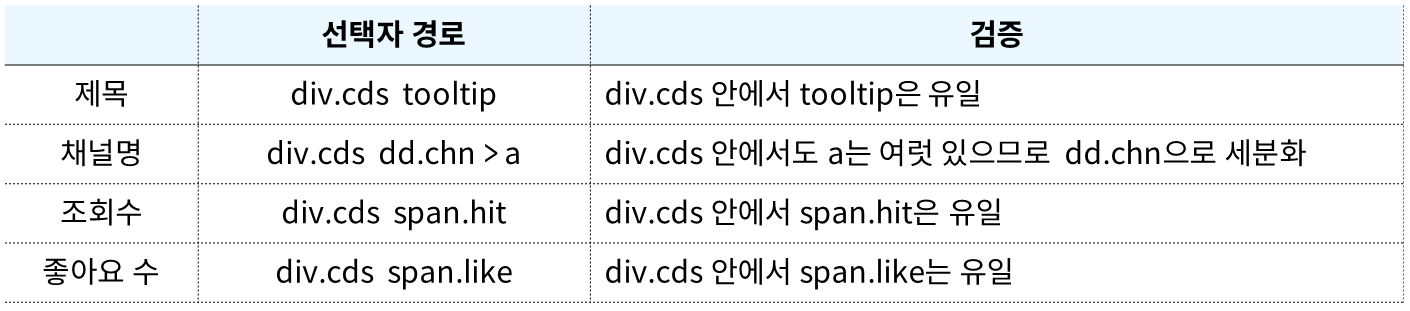 선택자 경로 검증
제목 div.cds tooltip div.cds 안에서 tooltip은 유일
채널명 div.cds dd.chn > a div.cds 안에서도 a는 여럿 있으므로 dd.chn으로 세분화
조회수 div.cds span.hit div.cds 안에서 span.hit은 유일
좋아요 수 div.cds span.like div.cds 안에서 span.like는 유일